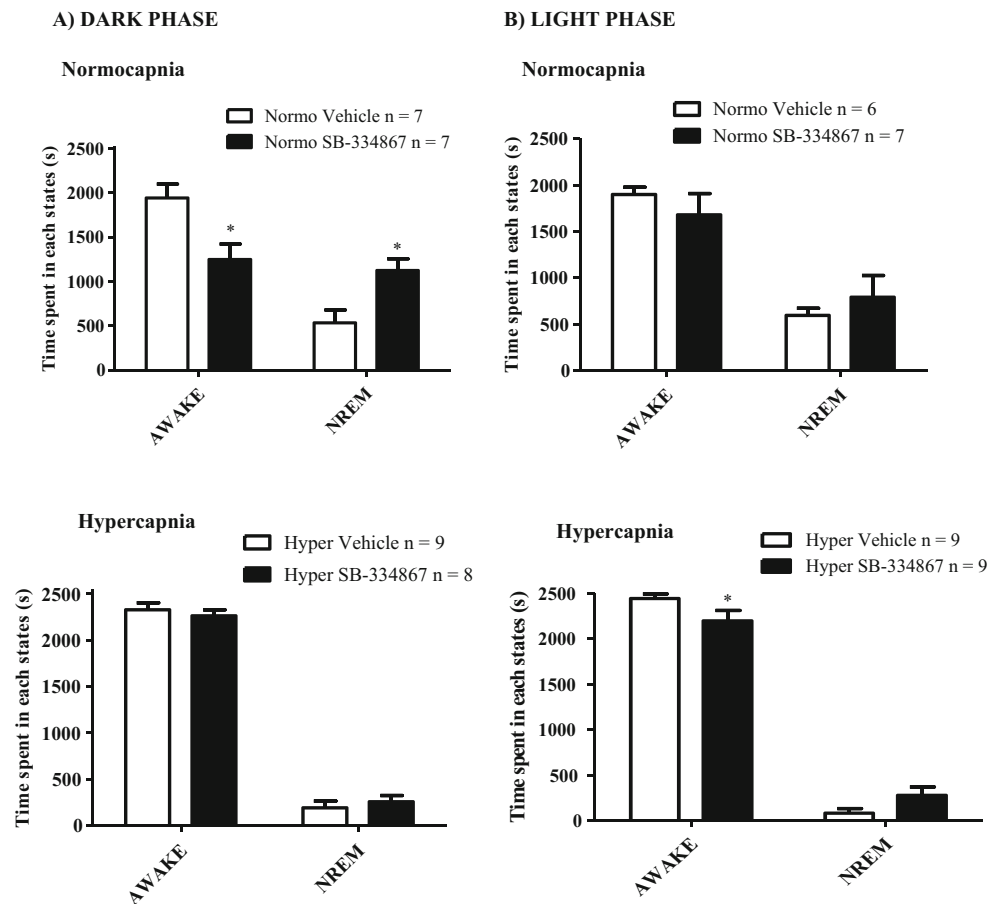 A) DARK PHASE
Normocapnia
Normo Vehicle n = 7
Normo SB-334867 n = 7
Time spent in each states (s)
2500
2000
1500
1000
500
0
*
*
AWAKE
NREM
B) LIGHT PHASE
Normocapnia
Normo Vehicle n = 6
Normo SB-334867 n = 7
Time spent in each states (s)
2500
2000
1500
1000
500
0
AWAKE
NREM
Hypercapnia
Hyper Vehicle n = 9
Hyper SB-334867 n = 8
Time spent in each states (s)
2500
2000
1500
1000
500
0
AWAKE
NREM
Hypercapnia
Hyper Vehicle n = 9
Hyper SB-334867 n = 9
Time spent in each states (s)
2500
2000
1500
1000
500
0
*
AWAKE
NREM